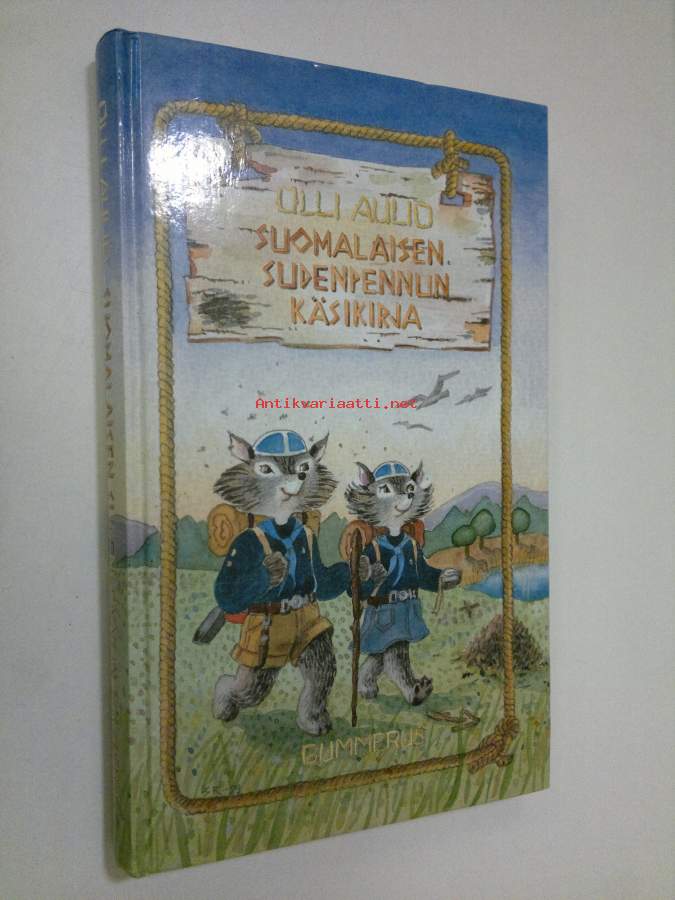 OLLI AULIO
SUOMALAISEN
SUDENPENNUN
KÄSIKIRJA
Antikvariaatti.net
GUMMERUS